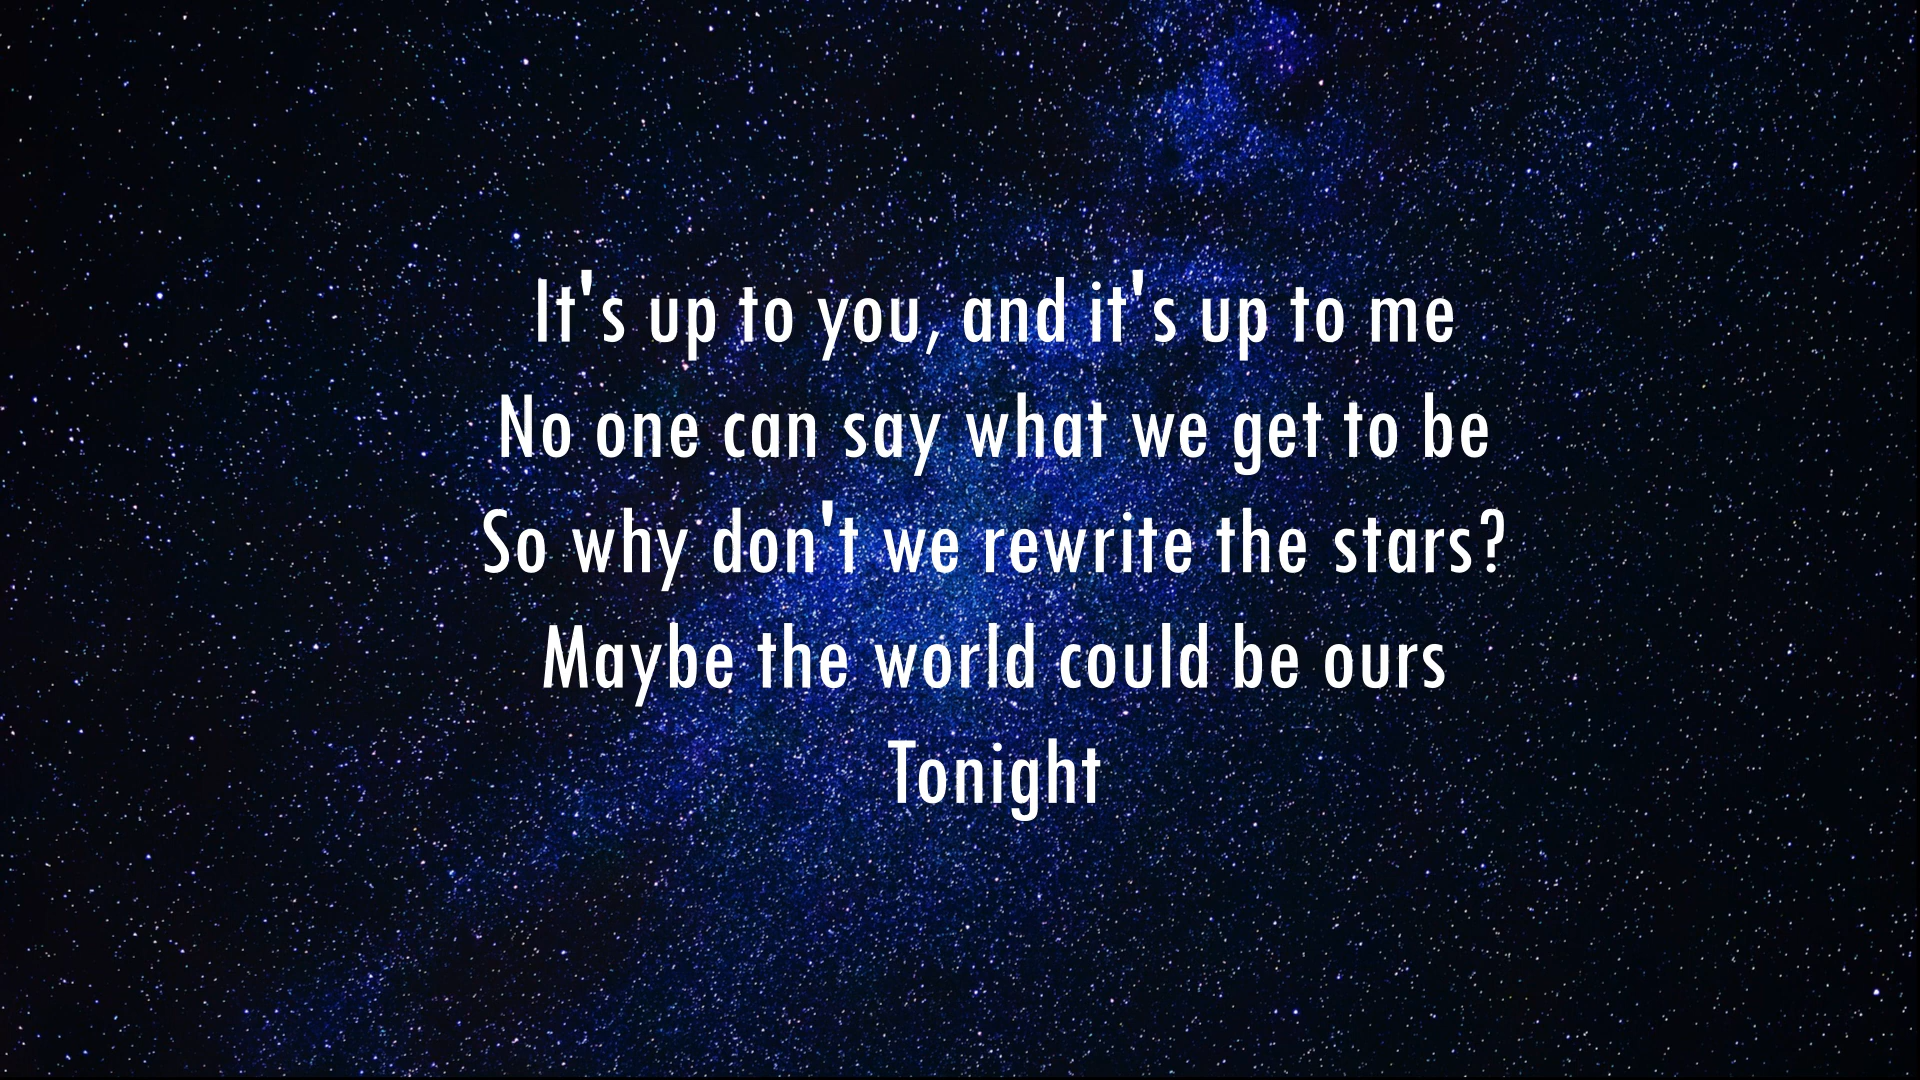 It's up to you, and it's up to me
No one can say what we get to be
So why don't we rewrite the stars?
Maybe the world could be ours
Tonight